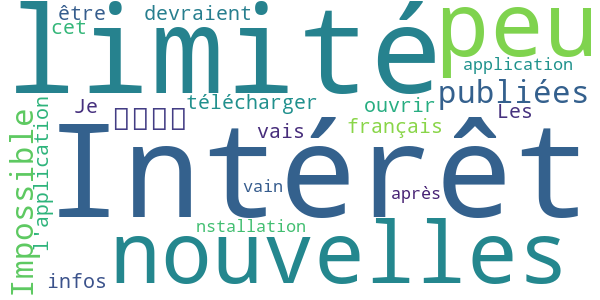 être
devraient
cet
limité
peu
application
publiées
Je
télécharger
ouvrir
Les
vais
français
Impossible
l'application
Intérêt
vain
après
nstallation
nouvelles
infos